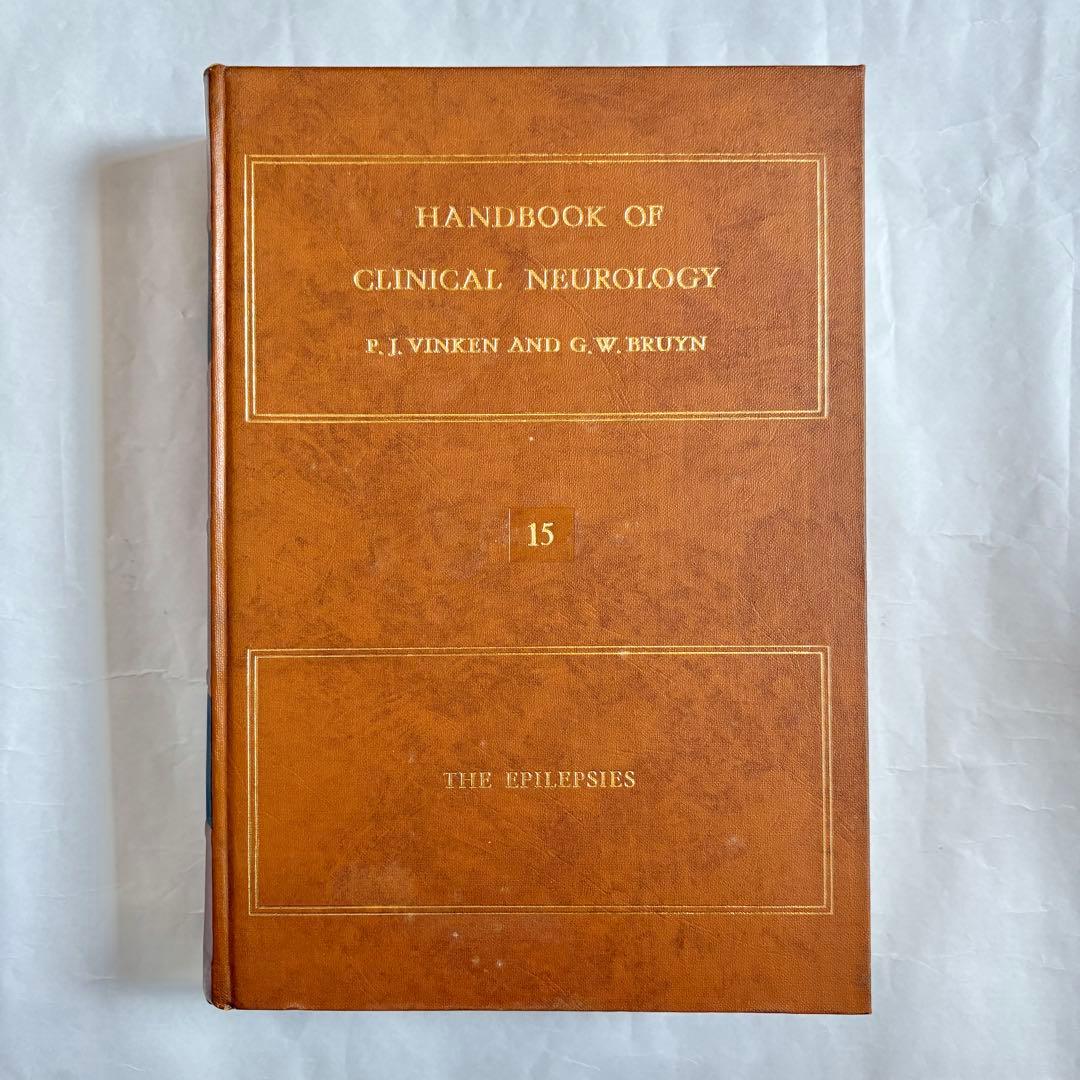 HANDBOOK OF
CLINICAL NEUROLOGY
P. J. VINKEN AND G. W. BRUYN
15
THE EPILEPSIES